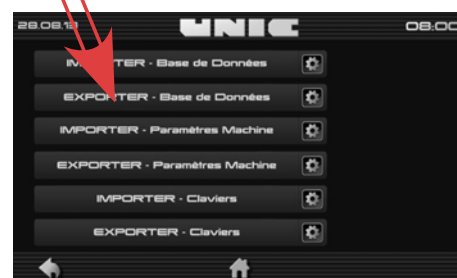 28.08.13 UNIC 08:00
IMPORTER - Base de Données
EXPORTER - Base de Données
IMPORTER - Paramètres Machine
EXPORTER - Paramètres Machine
IMPORTER - Claviers
EXPORTER - Claviers